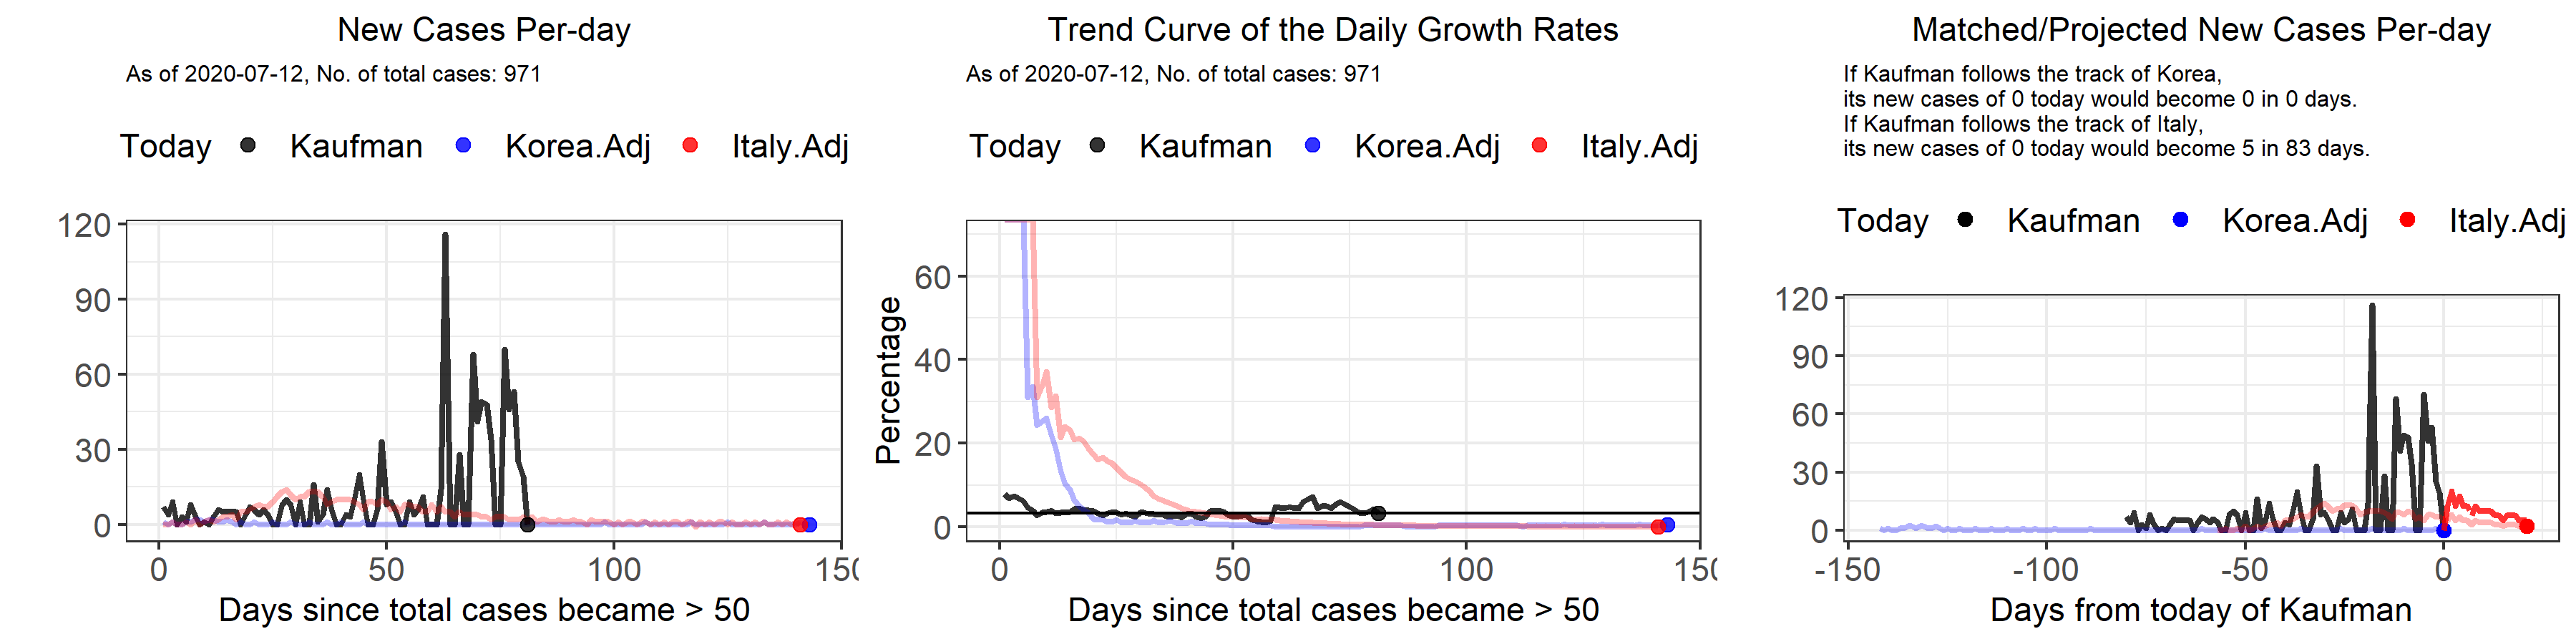 New Cases Per-day
As of 2020-07-12, No. of total cases: 971
Today Kaufman Korea.Adj Italy.Adj
120
90
60
30
0
0 50 100 150
Days since total cases became > 50
Trend Curve of the Daily Growth Rates
As of 2020-07-12, No. of total cases: 971
Today Kaufman Korea.Adj Italy.Adj
Percentage
60
40
20
0
0 50 100 150
Days since total cases became > 50
Matched/Projected New Cases Per-day
If Kaufman follows the track of Korea,
its new cases of 0 today would become 0 in 0 days.
If Kaufman follows the track of Italy,
its new cases of 0 today would become 5 in 83 days.
Today Kaufman Korea.Adj Italy.Adj
120
90
60
30
0
-150 -100 -50 0
Days from today of Kaufman